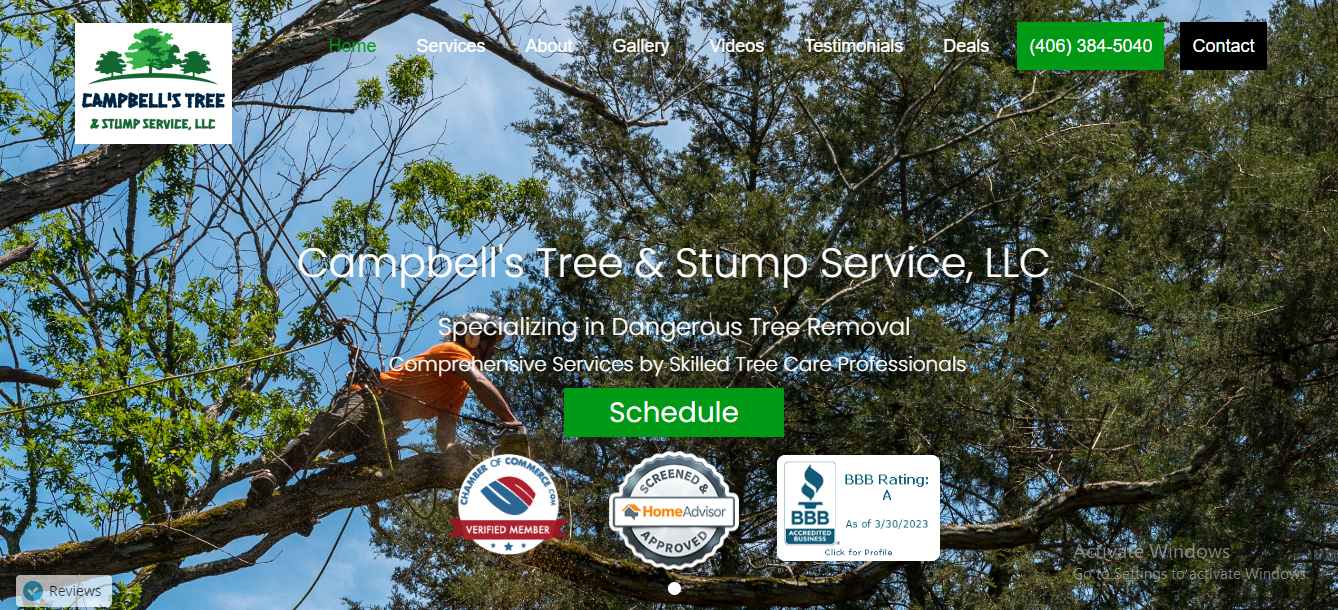 CAMPBELL'S TREE
& STUMP SERVICE, LLC
Home Services About Gallery Videos Testimonials Deals (406) 384-5040 Contact
Campbell's Tree & Stump Service, LLC
Specializing in Dangerous Tree Removal
Comprehensive Services by Skilled Tree Care Professionals
Schedule
CHAMBER OF COMMERCE.COM
VERIFIED MEMBER
SCREENED &
HomeAdvisor
APPROVED
BBB
ACCREDITED
BUSINESS
BBB Rating:
A
As of 3/30/2023
Click for Profile
Activate Windows
Go to Settings to activate Windows.
Reviews